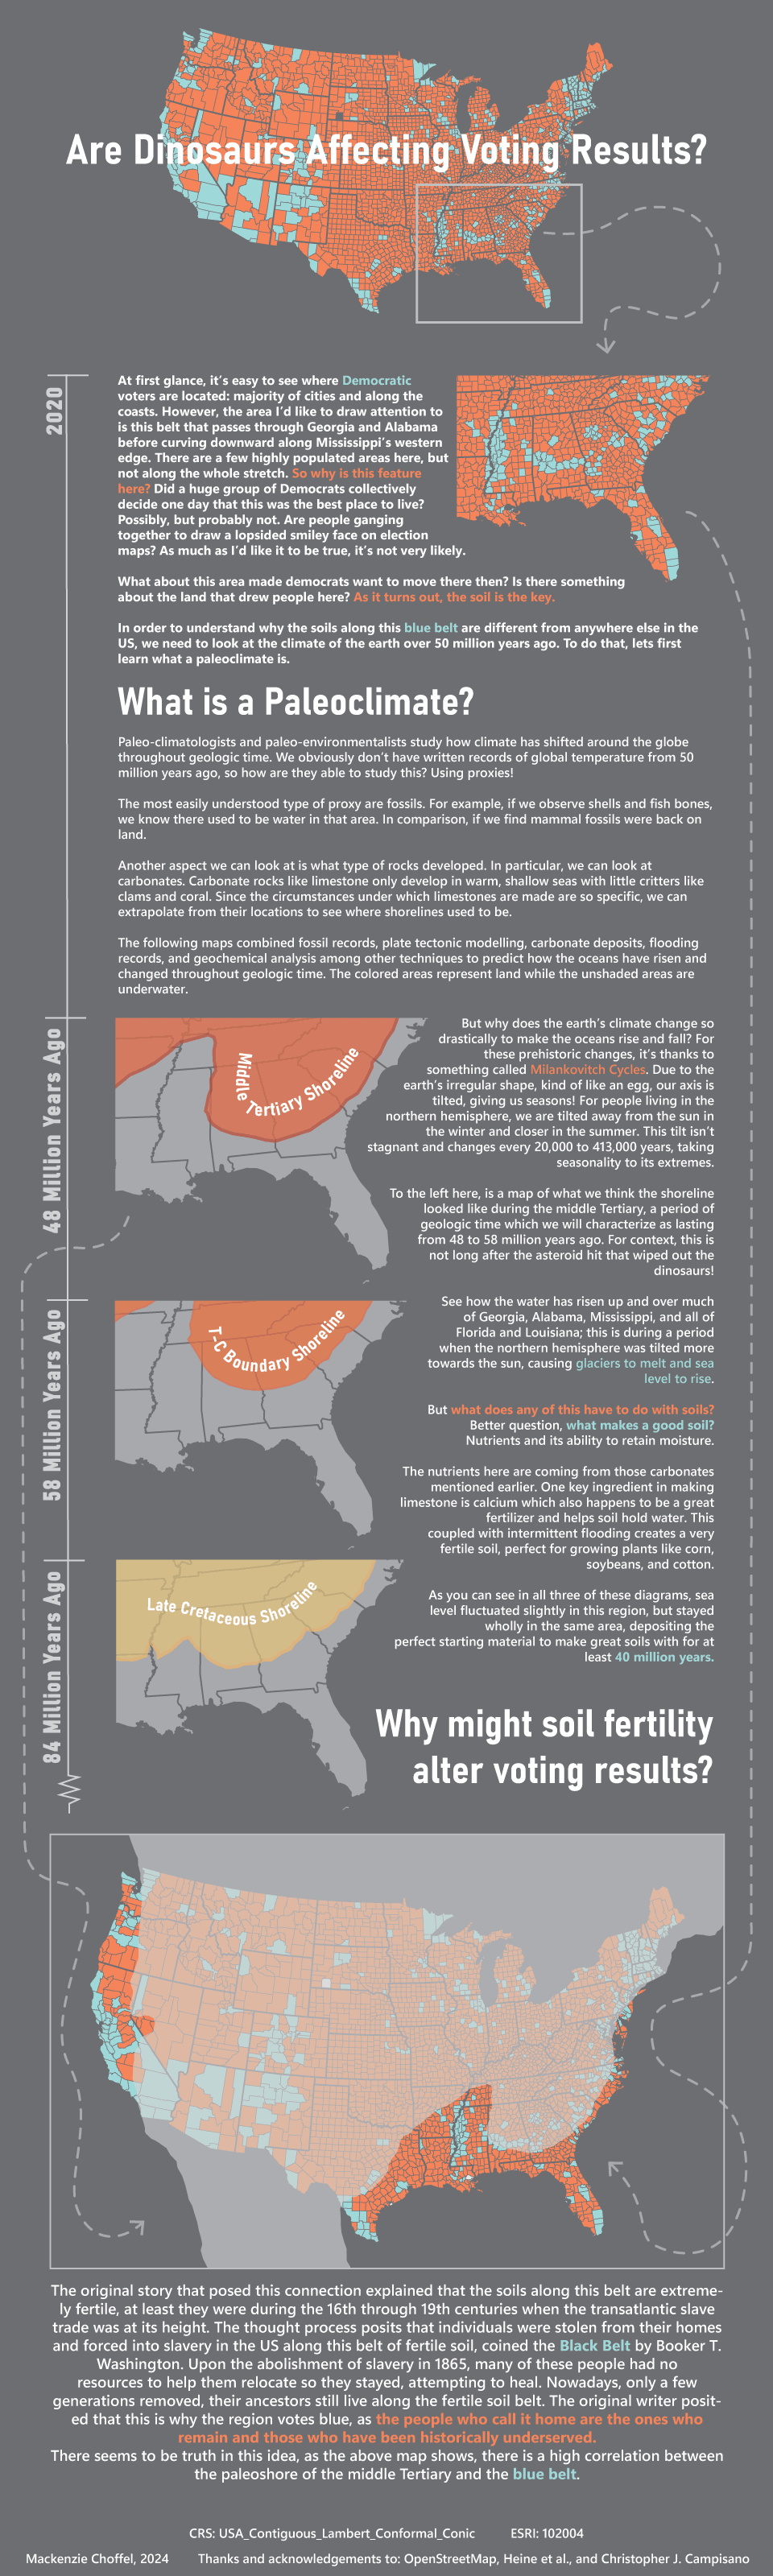 Are Dinosaurs Affecting Voting Results?
2020
At first glance, it's easy to see where Democratic
voters are located: majority of cities and along the
coasts. However, the area I'd like to draw attention to
is this belt that passes through Georgia and Alabama
before curving downward along Mississippi's western
edge. There are a few highly populated areas here, but
not along the whole stretch. So why is this feature
here? Did a huge group of Democrats collectively
decide one day that this was the best place to live?
Possibly, but probably not. Are people ganging
together to draw a lopsided smiley face on election
maps? As much as I'd like it to be true, it's not very likely.
What about this area made democrats want to move there then? Is there something
about the land that drew people here? As it turns out, the soil is the key.
In order to understand why the soils along this blue belt are different from anywhere else in the
US, we need to look at the climate of the earth over 50 million years ago. To do that, lets first
learn what a paleoclimate is.
What is a Paleoclimate?
Paleo-climatologists and paleo-environmentalists study how climate has shifted around the globe
throughout geologic time. We obviously don't have written records of global temperature from 50
million years ago, so how are they able to study this? Using proxies!
The most easily understood type of proxy are fossils. For example, if we observe shells and fish bones,
we know there used to be water in that area. In comparison, if we find mammal fossils were back on
land.
Another aspect we can look at is what type of rocks developed. In particular, we can look at
carbonates. Carbonate rocks like limestone only develop in warm, shallow seas with little critters like
clams and coral. Since the circumstances under which limestones are made are so specific, we can
extrapolate from their locations to see where shorelines used to be.
The following maps combined fossil records, plate tectonic modelling, carbonate deposits, flooding
records, and geochemical analysis among other techniques to predict how the oceans have risen and
changed throughout geologic time. The colored areas represent land while the unshaded areas are
underwater.
48 Million Years Ago
Middle Tertiary Shoreline
But why does the earth's climate change so
drastically to make the oceans rise and fall? For
these prehistoric changes, it's thanks to
something called Milankovitch Cycles. Due to the
earth's irregular shape, kind of like an egg, our axis is
tilted, giving us seasons! For people living in the
northern hemisphere, we are tilted away from the sun in
the winter and closer in the summer. This tilt isn't
stagnant and changes every 20,000 to 413,000 years, taking
seasonality to its extremes.
To the left here, is a map of what we think the shoreline
looked like during the middle Tertiary, a period of
geologic time which we will characterize as lasting
from 48 to 58 million years ago. For context, this is
not long after the asteroid hit that wiped out the
dinosaurs!
58 Million Years Ago
T-C Boundary Shoreline
See how the water has risen up and over much
of Georgia, Alabama, Mississippi, and all of
Florida and Louisiana; this is during a period
when the northern hemisphere was tilted more
towards the sun, causing glaciers to melt and sea
level to rise.
But what does any of this have to do with soils?
Better question, what makes a good soil?
Nutrients and its ability to retain moisture.
The nutrients here are coming from those carbonates
mentioned earlier. One key ingredient in making
limestone is calcium which also happens to be a great
fertilizer and helps soil hold water. This
coupled with intermittent flooding creates a very
fertile soil, perfect for growing plants like corn,
soybeans, and cotton.
84 Million Years Ago
Late Cretaceous Shoreline
As you can see in all three of these diagrams, sea
level fluctuated slightly in this region, but stayed
wholly in the same area, depositing the
perfect starting material to make great soils with for at
least 40 million years.
Why might soil fertility
alter voting results?
The original story that posed this connection explained that the soils along this belt are extreme-
ly fertile, at least they were during the 16th through 19th centuries when the transatlantic slave
trade was at its height. The thought process posits that individuals were stolen from their homes
and forced into slavery in the US along this belt of fertile soil, coined the Black Belt by Booker T.
Washington. Upon the abolishment of slavery in 1865, many of these people had no
resources to help them relocate so they stayed, attempting to heal. Nowadays, only a few
generations removed, their ancestors still live along the fertile soil belt. The original writer posit-
ed that this is why the region votes blue, as the people who call it home are the ones who
remain and those who have been historically underserved.
There seems to be truth in this idea, as the above map shows, there is a high correlation between
the paleoshore of the middle Tertiary and the blue belt.
CRS: USA_Contiguous_Lambert_Conformal_Conic ESRI: 102004
Mackenzie Choffel, 2024 Thanks and acknowledgements to: OpenStreetMap, Heine et al., and Christopher J. Campisano